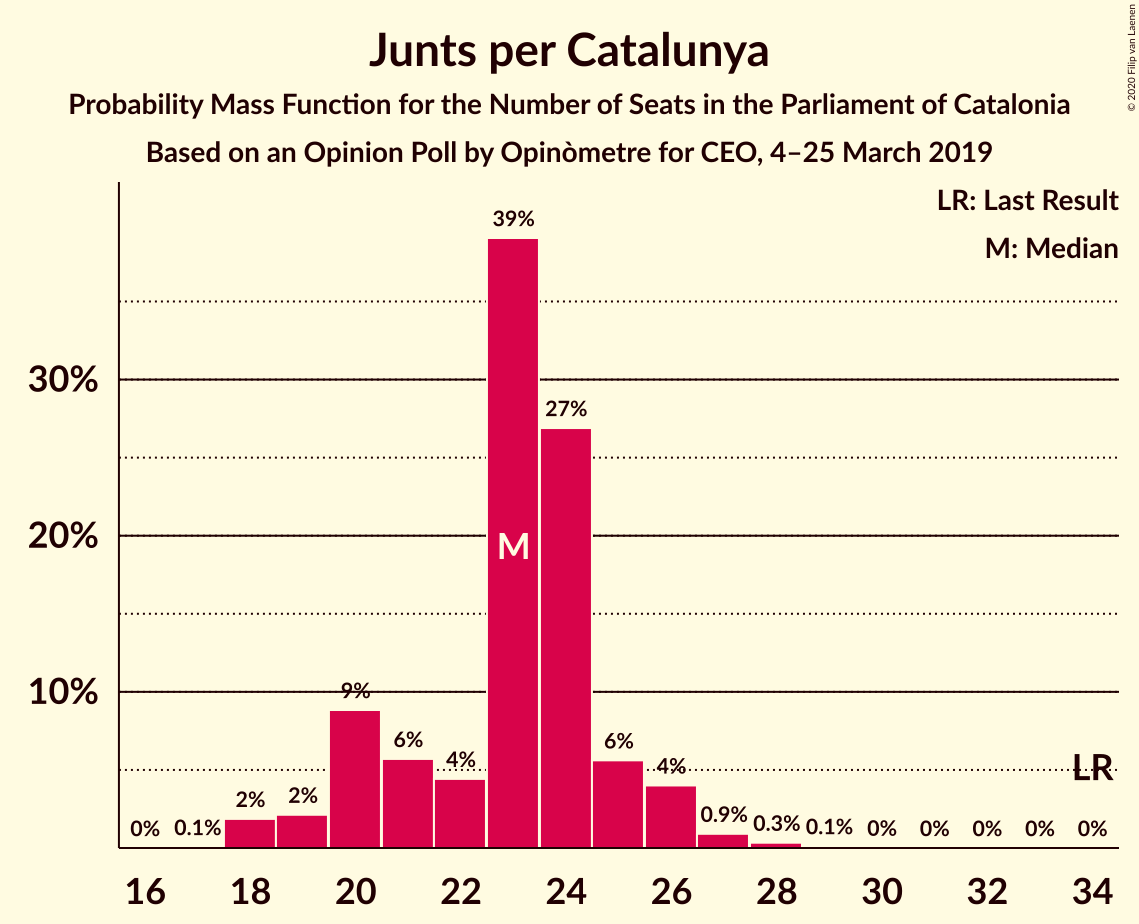 Junts per Catalunya
Probability Mass Function for the Number of Seats in the Parliament of Catalonia
Based on an Opinion Poll by Opinòmetre for CEO, 4–25 March 2019
© 2020 Filip van Laenen
LR: Last Result
M: Median
30%
20%
10%
0%
0.1%
2%
2%
9%
6%
4%
39%
27%
6%
4%
0.9%
0.3%
0.1%
0%
0%
0%
0%
0%
M
LR
16 18 20 22 24 26 28 30 32 34